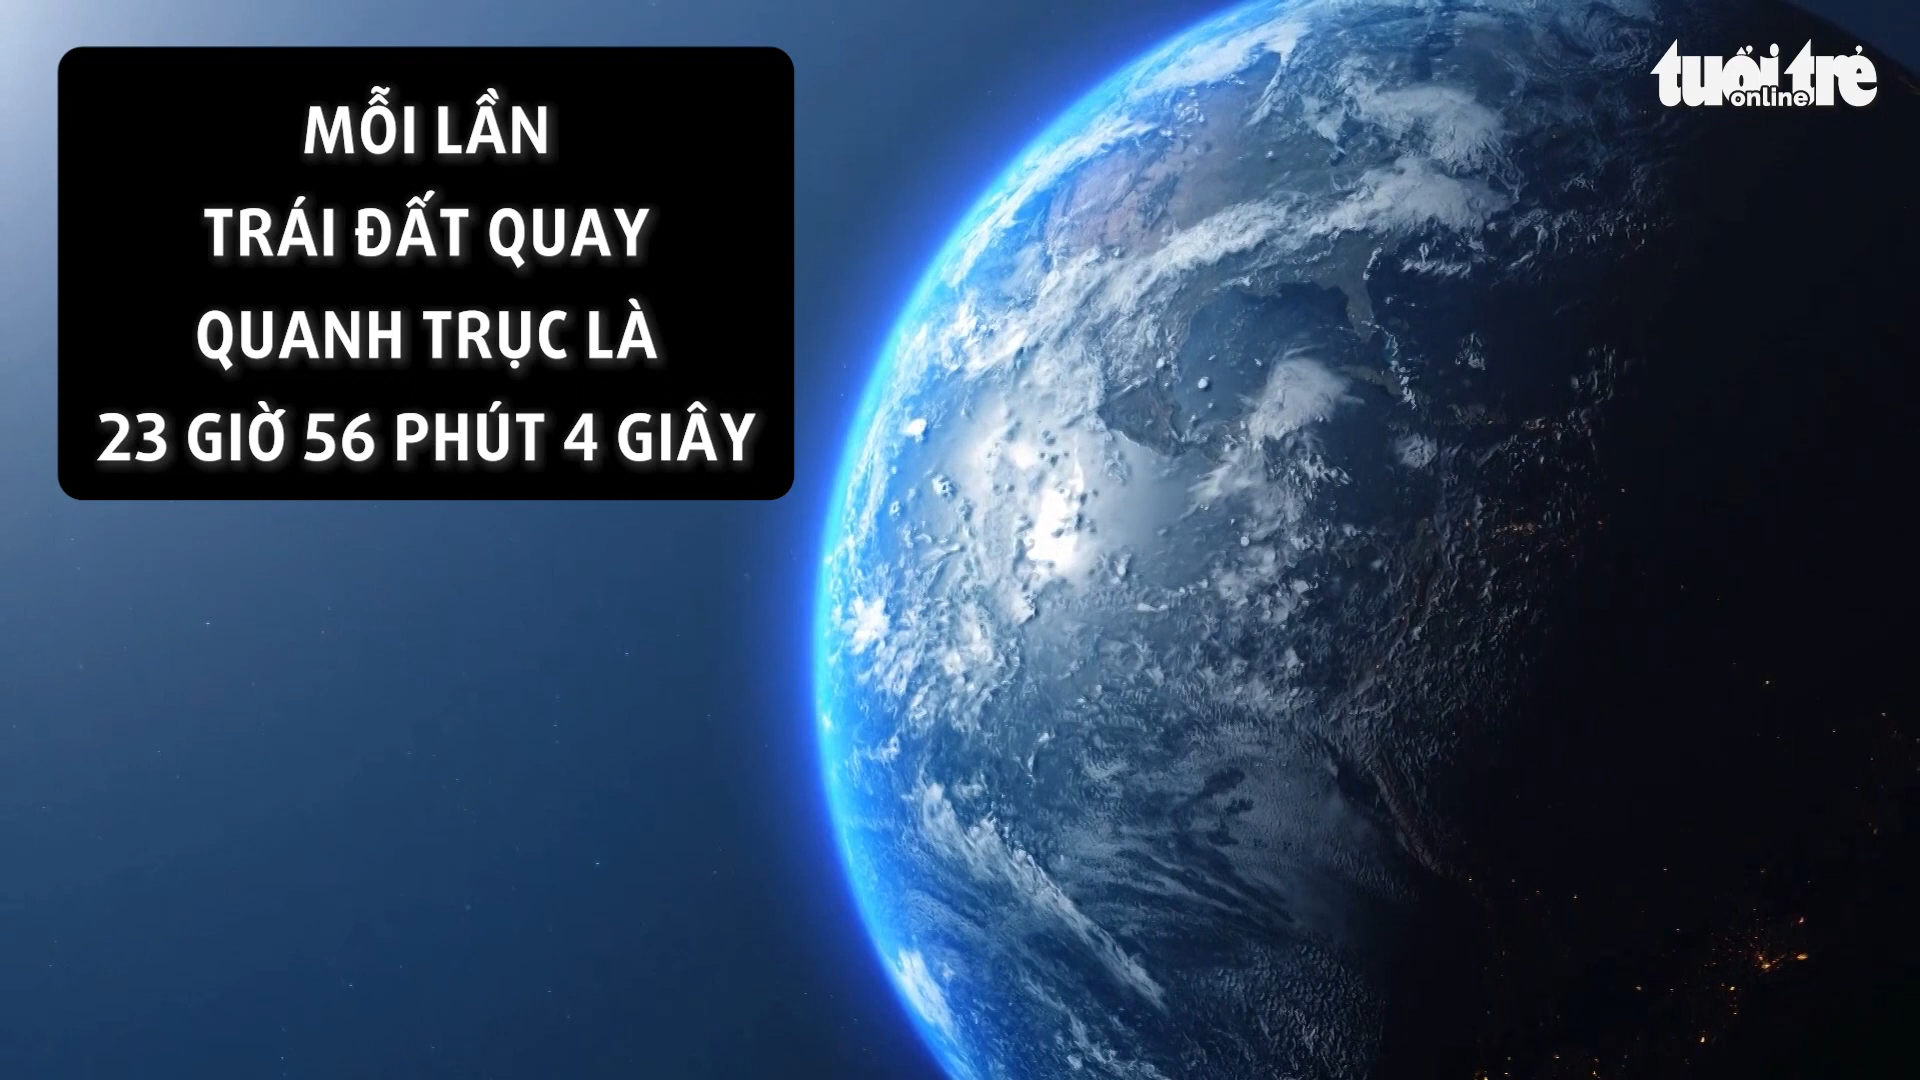 MỖI LẦN
TRÁI ĐẤT QUAY
QUANH TRỤC LÀ
23 GIỜ 56 PHÚT 4 GIÂY
tuổi trẻ
online